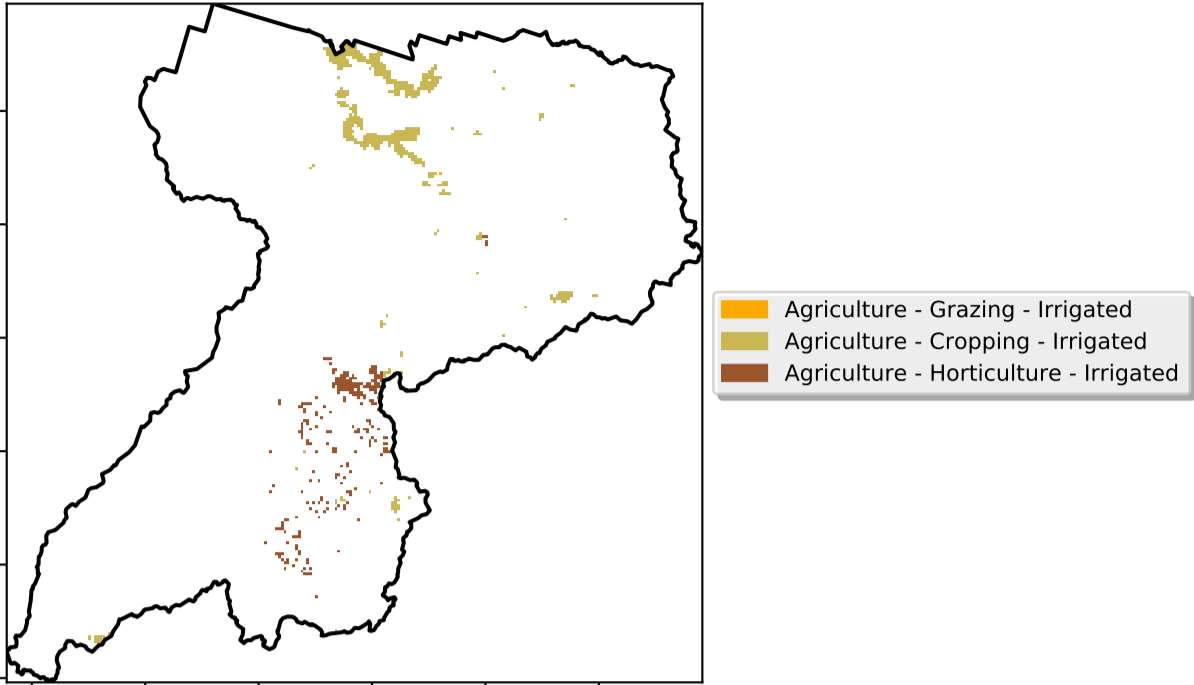 Agriculture - Grazing - Irrigated
Agriculture - Cropping - Irrigated
Agriculture - Horticulture - Irrigated